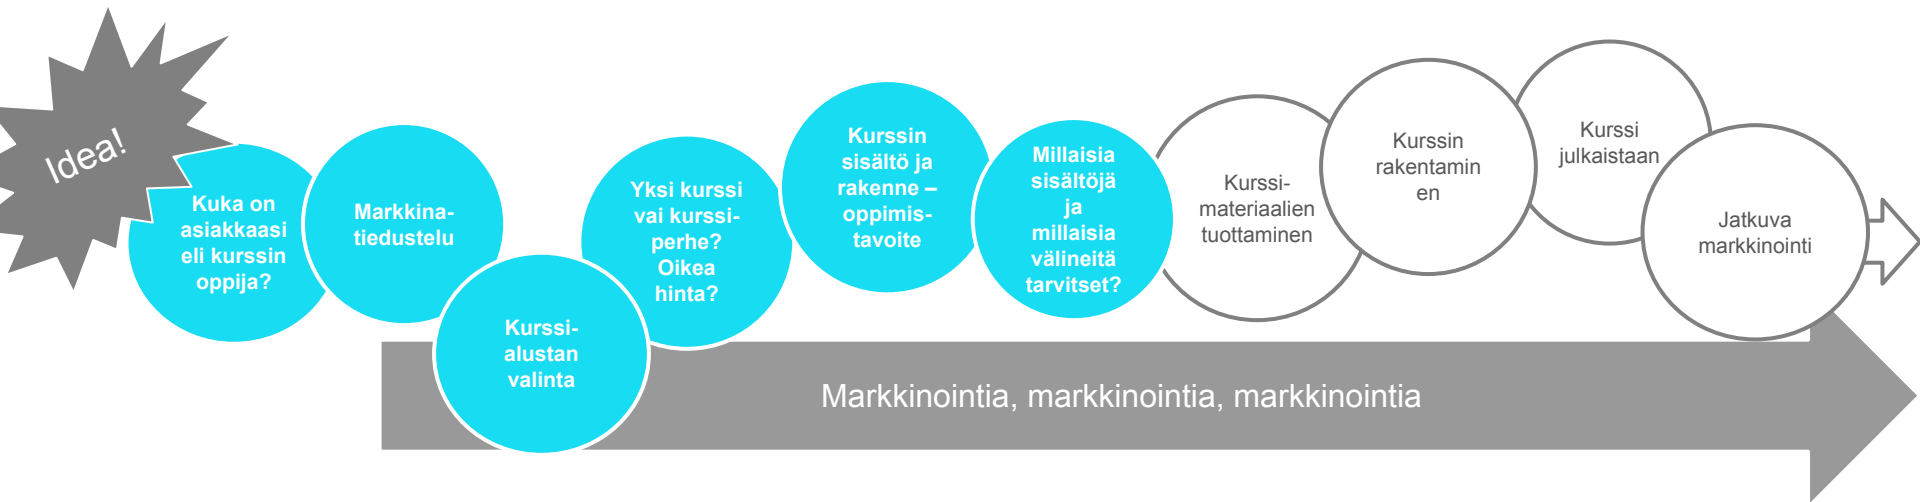 Idea!
Kuka on
asiakkaasi
eli kurssin
oppija?
Markkina-
tiedustelu
Kurssi-
alustan
valinta
Yksi kurssi
vai kurssi-
perhe?
Oikea
hinta?
Kurssin
sisältö ja
rakenne –
oppimis-
tavoite
Millaisia
sisältöjä
ja
millaisia
välineitä
tarvitset?
Kurssi-
materiaalien
tuottaminen
Kurssin
rakentamin
en
Kurssi
julkaistaan
Jatkuva
markkinointi
Markkinointia, markkinointia, markkinointia